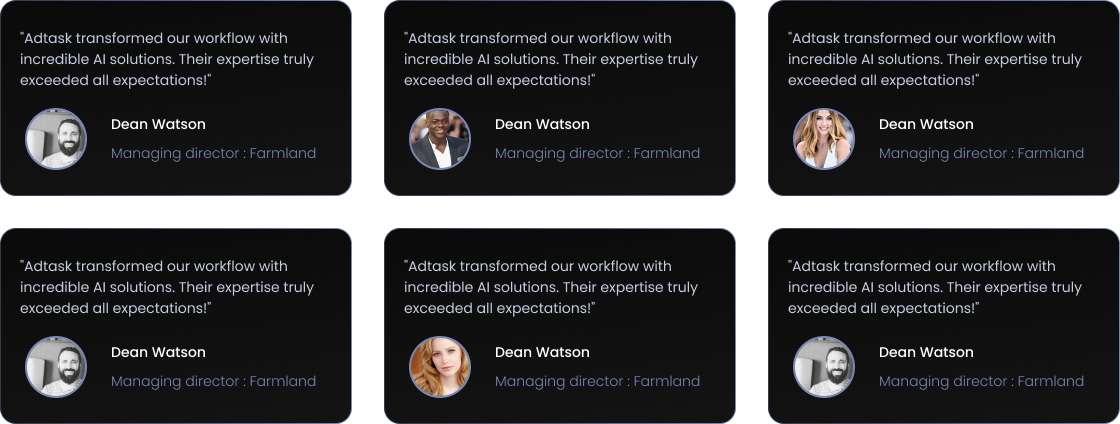 "Adtask transformed our workflow with
incredible AI solutions. Their expertise truly
exceeded all expectations!"
Dean Watson
Managing director : Farmland
"Adtask transformed our workflow with
incredible AI solutions. Their expertise truly
exceeded all expectations!"
Dean Watson
Managing director : Farmland
"Adtask transformed our workflow with
incredible AI solutions. Their expertise truly
exceeded all expectations!"
Dean Watson
Managing director : Farmland
"Adtask transformed our workflow with
incredible AI solutions. Their expertise truly
exceeded all expectations!"
Dean Watson
Managing director : Farmland
"Adtask transformed our workflow with
incredible AI solutions. Their expertise truly
exceeded all expectations!"
Dean Watson
Managing director : Farmland
"Adtask transformed our workflow with
incredible AI solutions. Their expertise truly
exceeded all expectations!"
Dean Watson
Managing director : Farmland